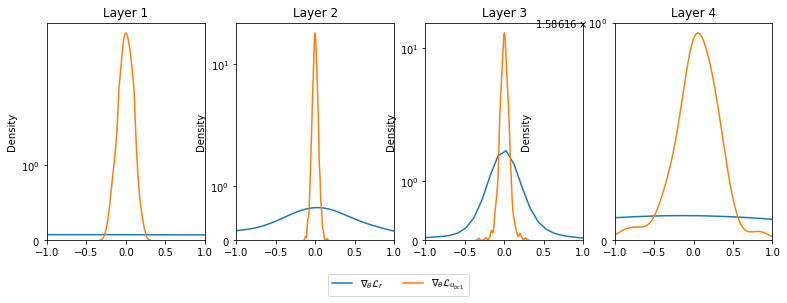 Layer 1 Layer 2 Layer 3 Layer 4
1.58616 × 10⁰
10¹ 10¹
Density Density Density Density
10⁰ 10⁰ 10⁰
0 0 0 0
−1.0 −0.5 0.0 0.5 1.0 −1.0 −0.5 0.0 0.5 1.0 −1.0 −0.5 0.0 0.5 1.0 −1.0 −0.5 0.0 0.5 1.0
∇θℒr ∇θℒu_bc1